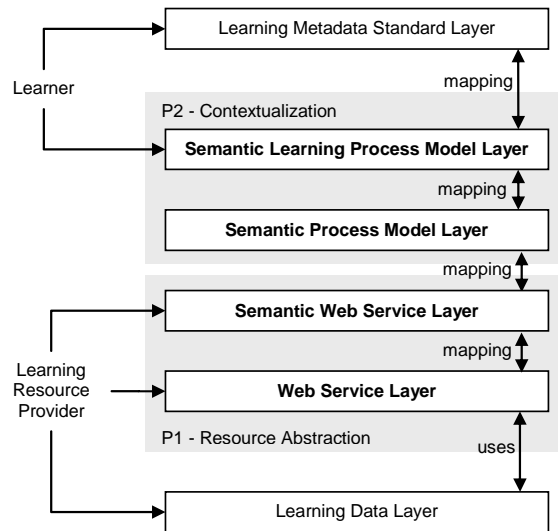 Learning Metadata Standard Layer
mapping
Learner
P2 - Contextualization
Semantic Learning Process Model Layer
mapping
Semantic Process Model Layer
mapping
Semantic Web Service Layer
mapping
Learning
Resource
Provider
Web Service Layer
P1 - Resource Abstraction
uses
Learning Data Layer